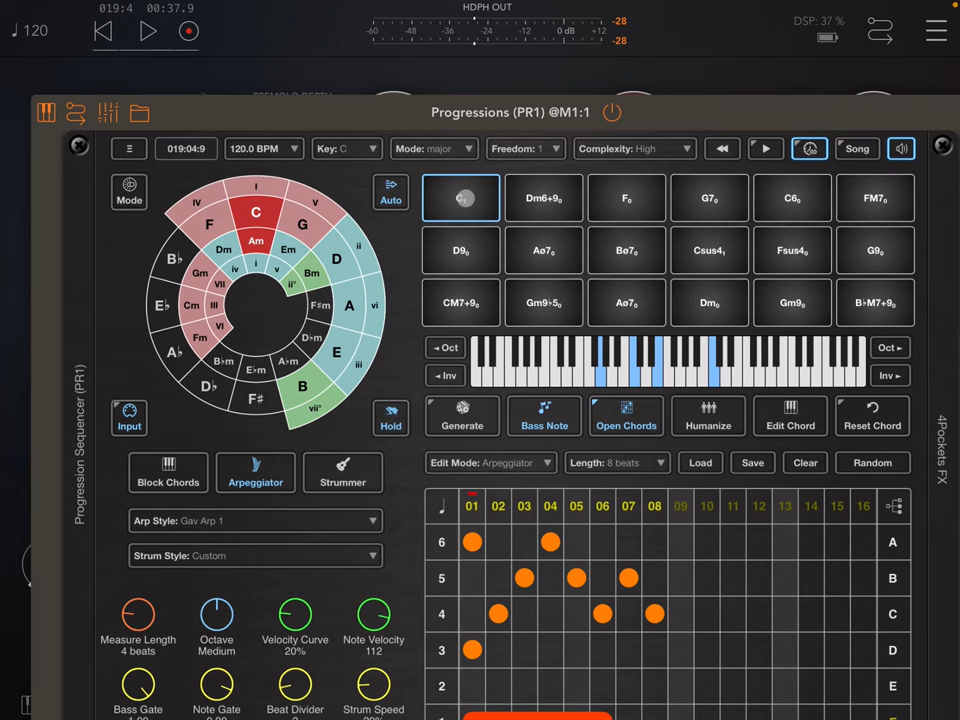 019:4 00:37.9
HDPH OUT
♩ 120
-60 -48 -36 -24 -12 0 dB +12
-28
-28
DSP: 37 %
Progressions (PR1) @M1:1
019:04:9
120.0 BPM
Key: C
Mode: major
Freedom: 1
Complexity: High
Song
Mode
Auto
Input
Hold
I
IV
V
F
C
G
Dm
Am
Em
ii
D
iv
i
v
B♭
Gm
VII
Bm
ii°
E♭
Cm
III
F#m
A
vi
A♭
Fm
VI
D♭m
E
iii
D♭
B♭m
E♭m
A♭m
B
F#
vii°
Dm6+9₀
F₀
G7₀
C6₀
FM7₀
D9₀
Aø7₀
Bø7₀
Csus4₁
Fsus4₀
G9₀
CM7+9₀
Gm9♭5₀
Aø7₀
Dm₀
Gm9₀
B♭M7+9₀
◄ Oct
Oct ►
◄ Inv
Inv ►
Generate
Bass Note
Open Chords
Humanize
Edit Chord
Reset Chord
Edit Mode: Arpeggiator
Length: 8 beats
Load
Save
Clear
Random
Block Chords
Arpeggiator
Strummer
Arp Style: Gav Arp 1
Strum Style: Custom
Progression Sequencer (PR1)
4Pockets FX
01 02 03 04 05 06 07 08 09 10 11 12 13 14 15 16
6 A
5 B
4 C
3 D
2 E
Measure Length
4 beats
Octave
Medium
Velocity Curve
20%
Note Velocity
112
Bass Gate
Note Gate
Beat Divider
Strum Speed